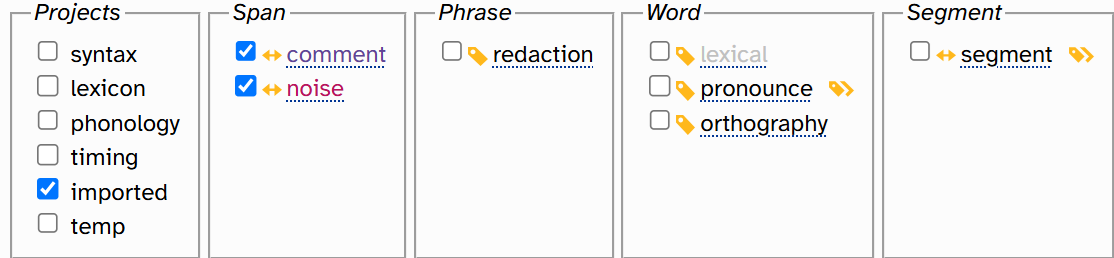 Projects
syntax
lexicon
phonology
timing
imported
temp
Span
comment
noise
Phrase
redaction
Word
lexical
pronounce
orthography
Segment
segment